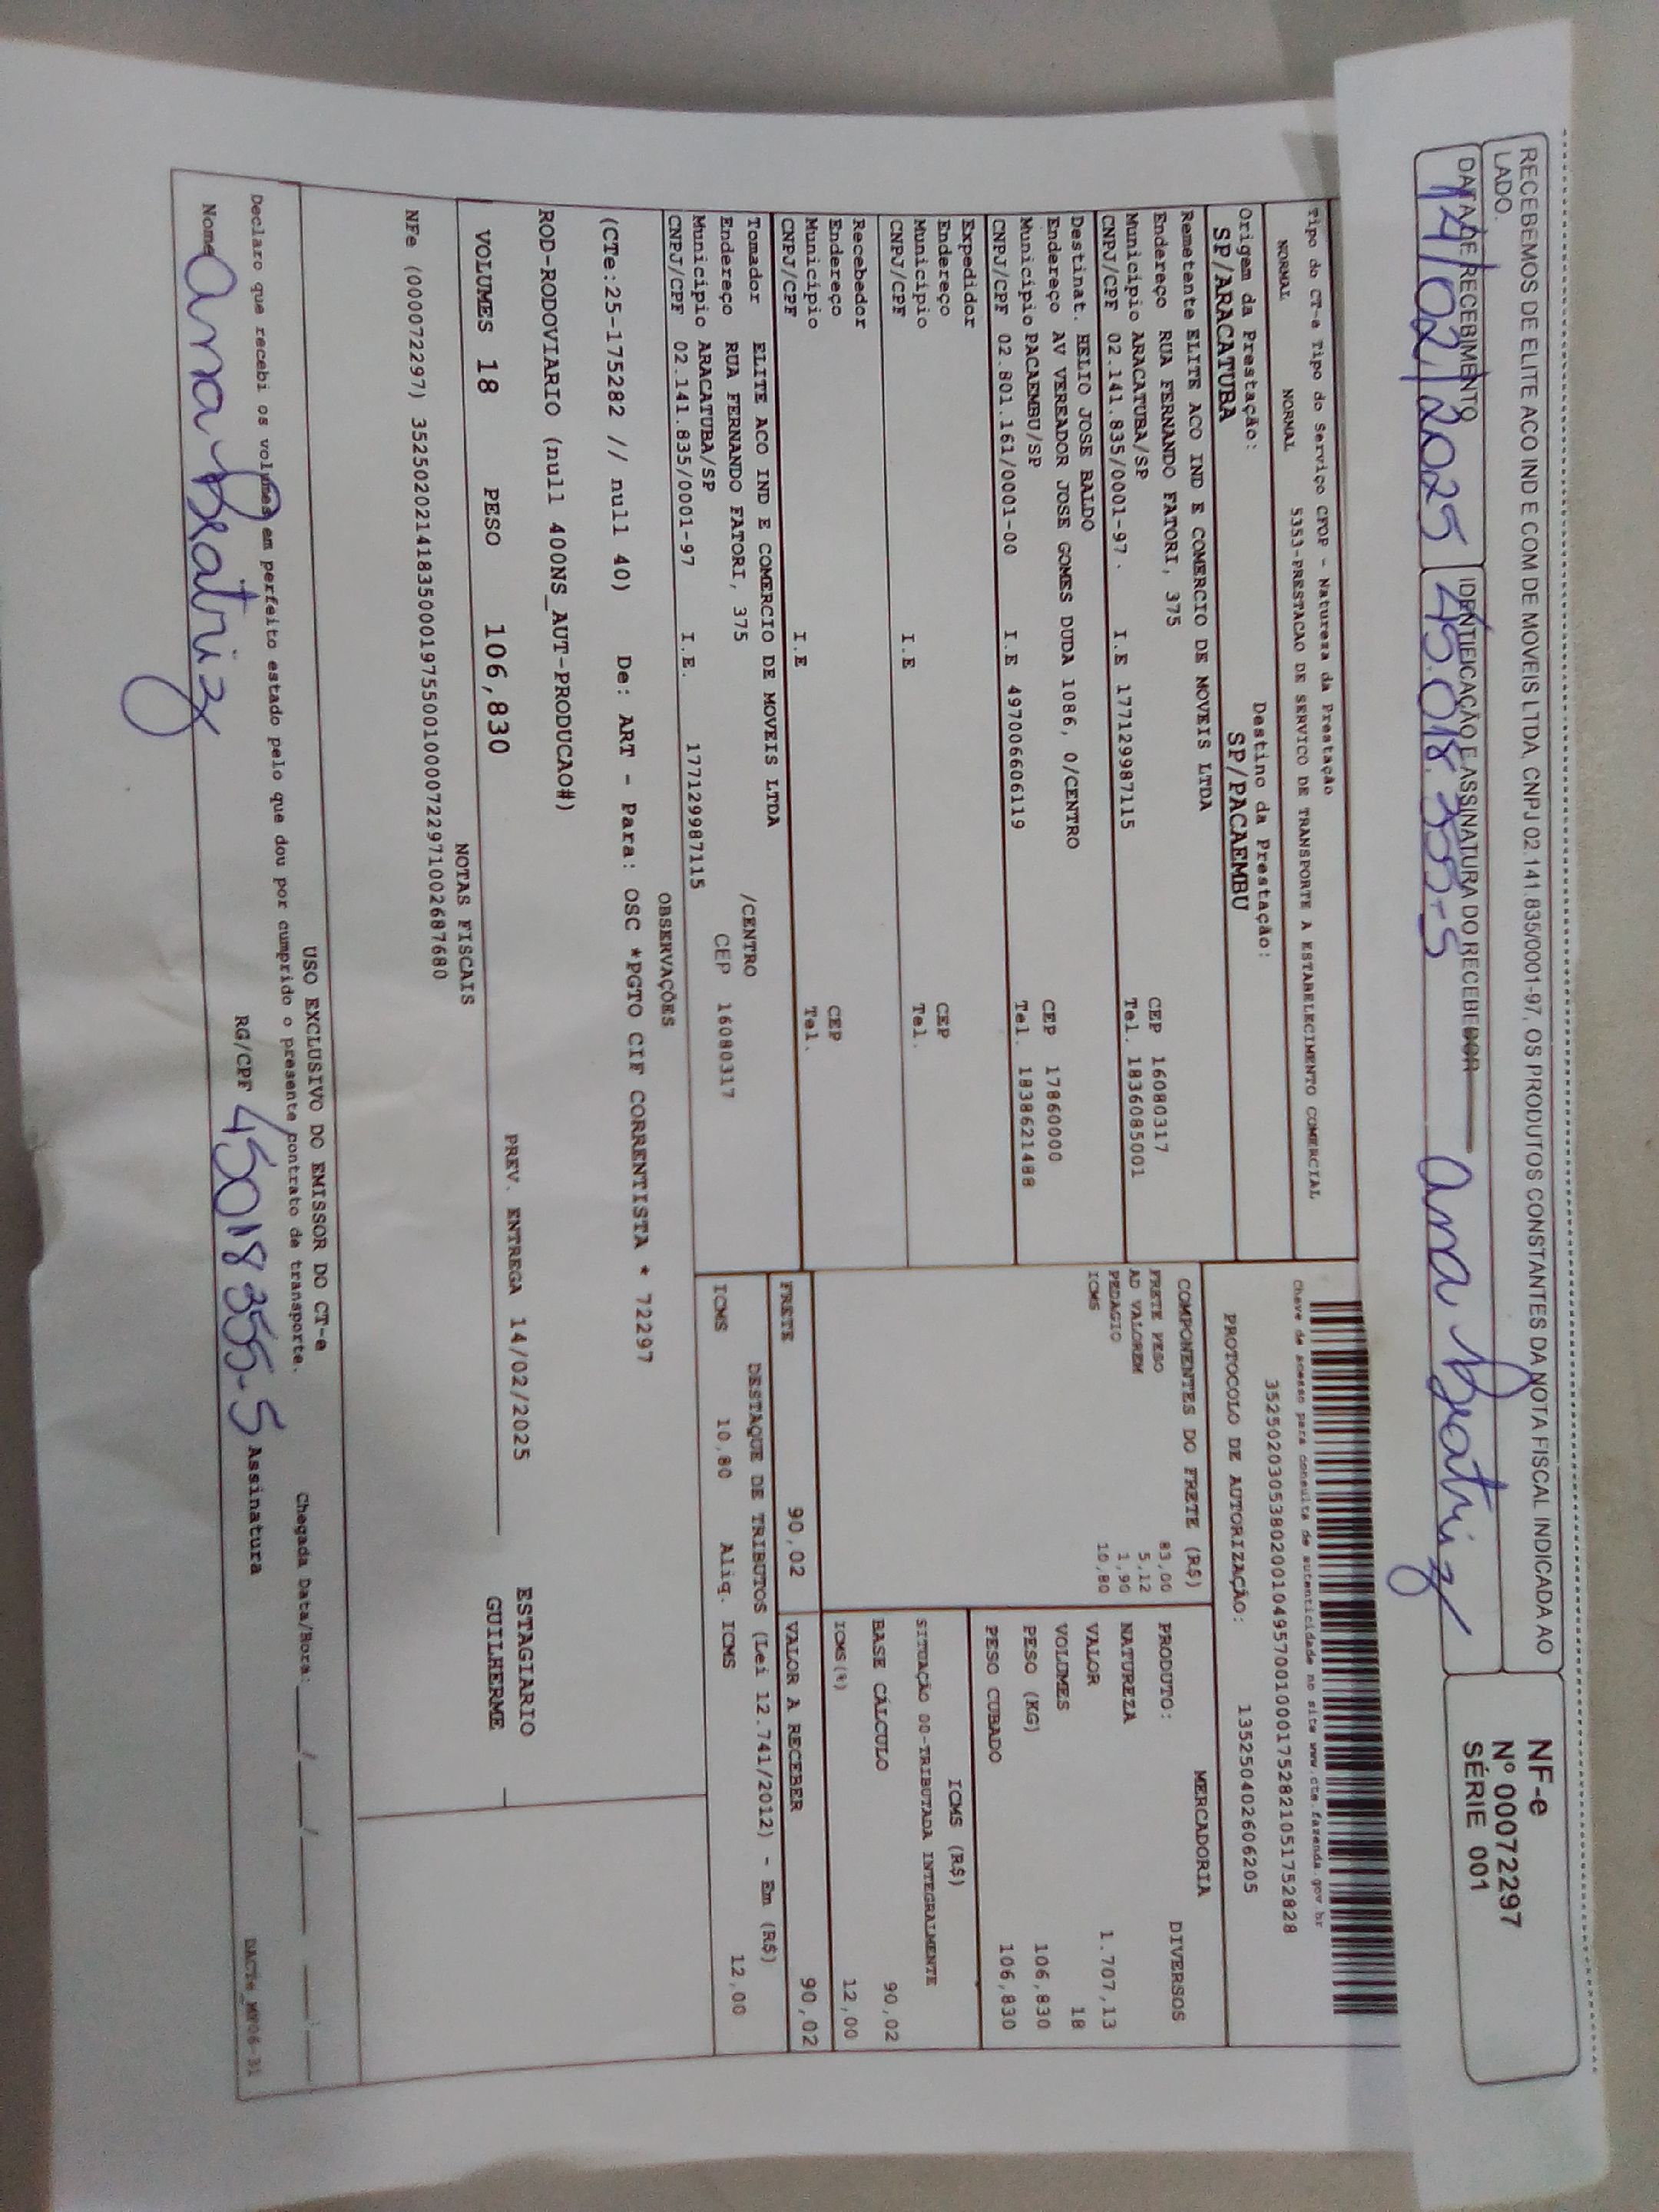 RECEBEMOS DE ELITE ACO IND E COM DE MOVEIS LTDA, CNPJ 02.141.835/0001-97, OS PRODUTOS CONSTANTES DA NOTA FISCAL INDICADA AO
LADO.
DATA DE RECEBIMENTO
IDENTIFICAÇÃO E ASSINATURA DO RECEBEDOR
14/02/2025 45.018.355-5 Ana Beatriz
NF-e
Nº 00072297
SÉRIE 001
Tipo do CT-e Tipo do Serviço CFOP - Natureza da Prestação
NORMAL NORMAL 5353-PRESTACAO DE SERVICO DE TRANSPORTE A ESTABELECIMENTO COMERCIAL
Origem da Prestação: Destino da Prestação:
SP/ARACATUBA SP/PACAEMBU
Chave de acesso para consulta de autenticidade no site www.cte.fazenda.gov.br
35250203053802001049570010001752821051752828
PROTOCOLO DE AUTORIZAÇÃO: 135250402606205
Remetente ELITE ACO IND E COMERCIO DE MOVEIS LTDA
Endereço RUA FERNANDO FATORI, 375 CEP 16080317
Município ARACATUBA/SP Tel. 1836085001
CNPJ/CPF 02.141.835/0001-97. I.E 177129987115
Destinat. HELIO JOSE BALDO
Endereço AV VEREADOR JOSE GOMES DUDA 1086, 0/CENTRO CEP 17860000
Município PACAEMBU/SP Tel. 1838621488
CNPJ/CPF 02.801.161/0001-00 I.E 497006606119
Expedidor
Endereço CEP
Município Tel.
CNPJ/CPF I.E
Recebedor
Endereço CEP
Município Tel.
CNPJ/CPF I.E
Tomador ELITE ACO IND E COMERCIO DE MOVEIS LTDA
Endereço RUA FERNANDO FATORI, 375 /CENTRO
Município ARACATUBA/SP CEP 16080317
CNPJ/CPF 02.141.835/0001-97 I.E. 177129987115
COMPONENTES DO FRETE (R$)
FRETE PESO 83,00
AD VALOREM 5,12
PEDAGIO 1,90
ICMS 10,80
MERCADORIA
PRODUTO: DIVERSOS
NATUREZA
VALOR 1.707,13
VOLUMES 18
PESO (KG) 106,830
PESO CUBADO 106,830
ICMS (R$)
SITUAÇÃO 00-TRIBUTADA INTEGRALMENTE
BASE CÁLCULO 90,02
ICMS(%) 12,00
FRETE 90,02 VALOR A RECEBER 90,02
DESTAQUE DE TRIBUTOS (Lei 12.741/2012) - Em (R$)
ICMS 10,80 Aliq. ICMS 12,00
OBSERVAÇÕES
(CTe:25-175282 // null 40) De: ART - Para: OSC *PGTO CIF CORRENTISTA * 72297
ROD-RODOVIARIO (null 400NS_AUT-PRODUCAO#)
VOLUMES 18 PESO 106,830 PREV. ENTREGA 14/02/2025
ESTAGIARIO
GUILHERME
NOTAS FISCAIS
NFe (000072297) 35250202141835000197550010000722971002687680
USO EXCLUSIVO DO EMISSOR DO CT-e
Declaro que recebi os volumes em perfeito estado pelo que dou por cumprido o presente contrato de transporte.
Chegada Data/Hora: ____/____/____ ___:___
Nome Ana Beatriz RG/CPF 45018355-5 Assinatura